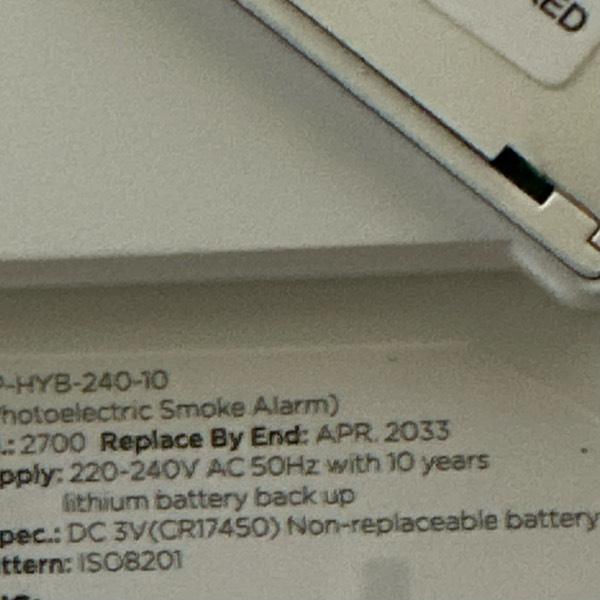 RED
P-HYB-240-10
hotoelectric Smoke Alarm)
.: 2700 Replace By End: APR. 2033
pply: 220-240V AC 50Hz with 10 years
lithium battery back up
pec.: DC 3V(CR17450) Non-replaceable battery
ttern: ISO8201